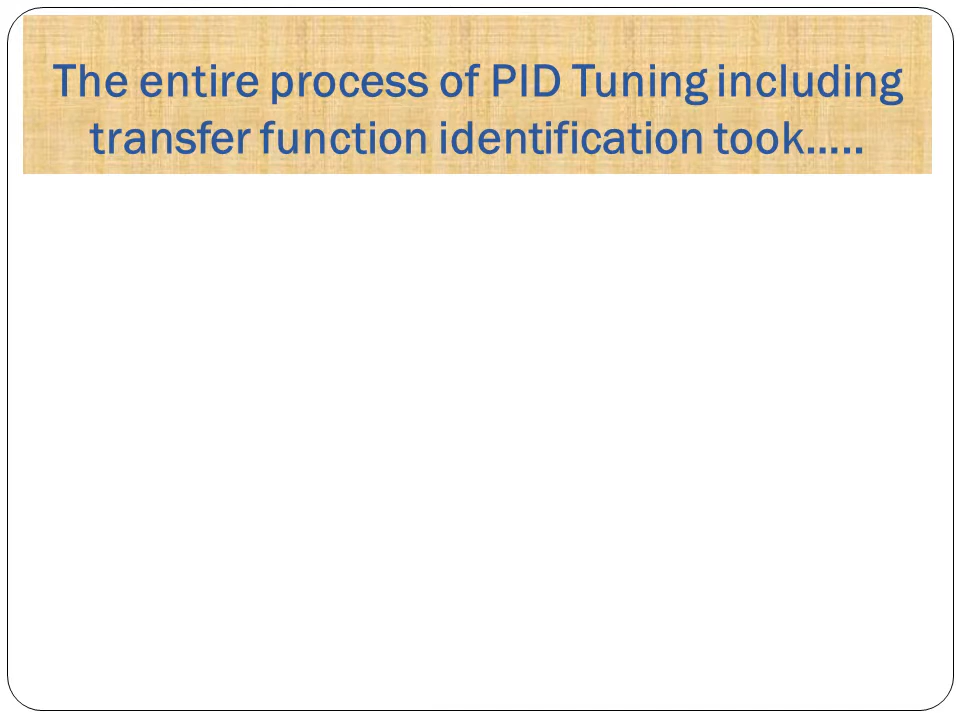 The entire process of PID Tuning including
transfer function identification took…..